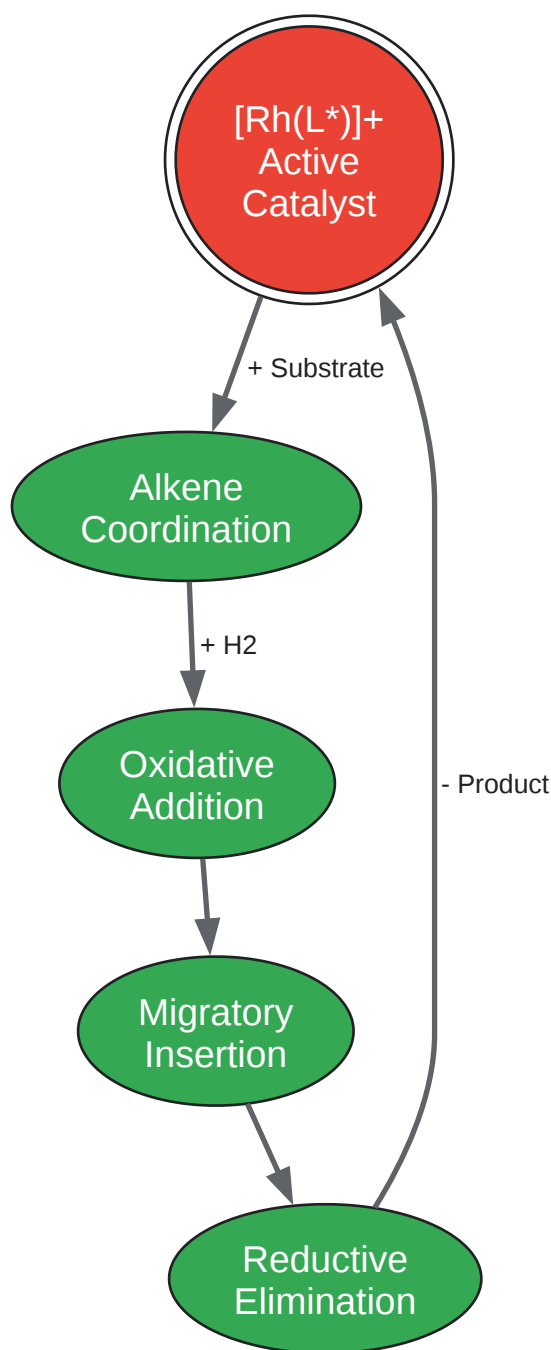 [Rh(L*)]+
Active
Catalyst
+ Substrate
Alkene
Coordination
+ H2
Oxidative
Addition
- Product
Migratory
Insertion
Reductive
Elimination